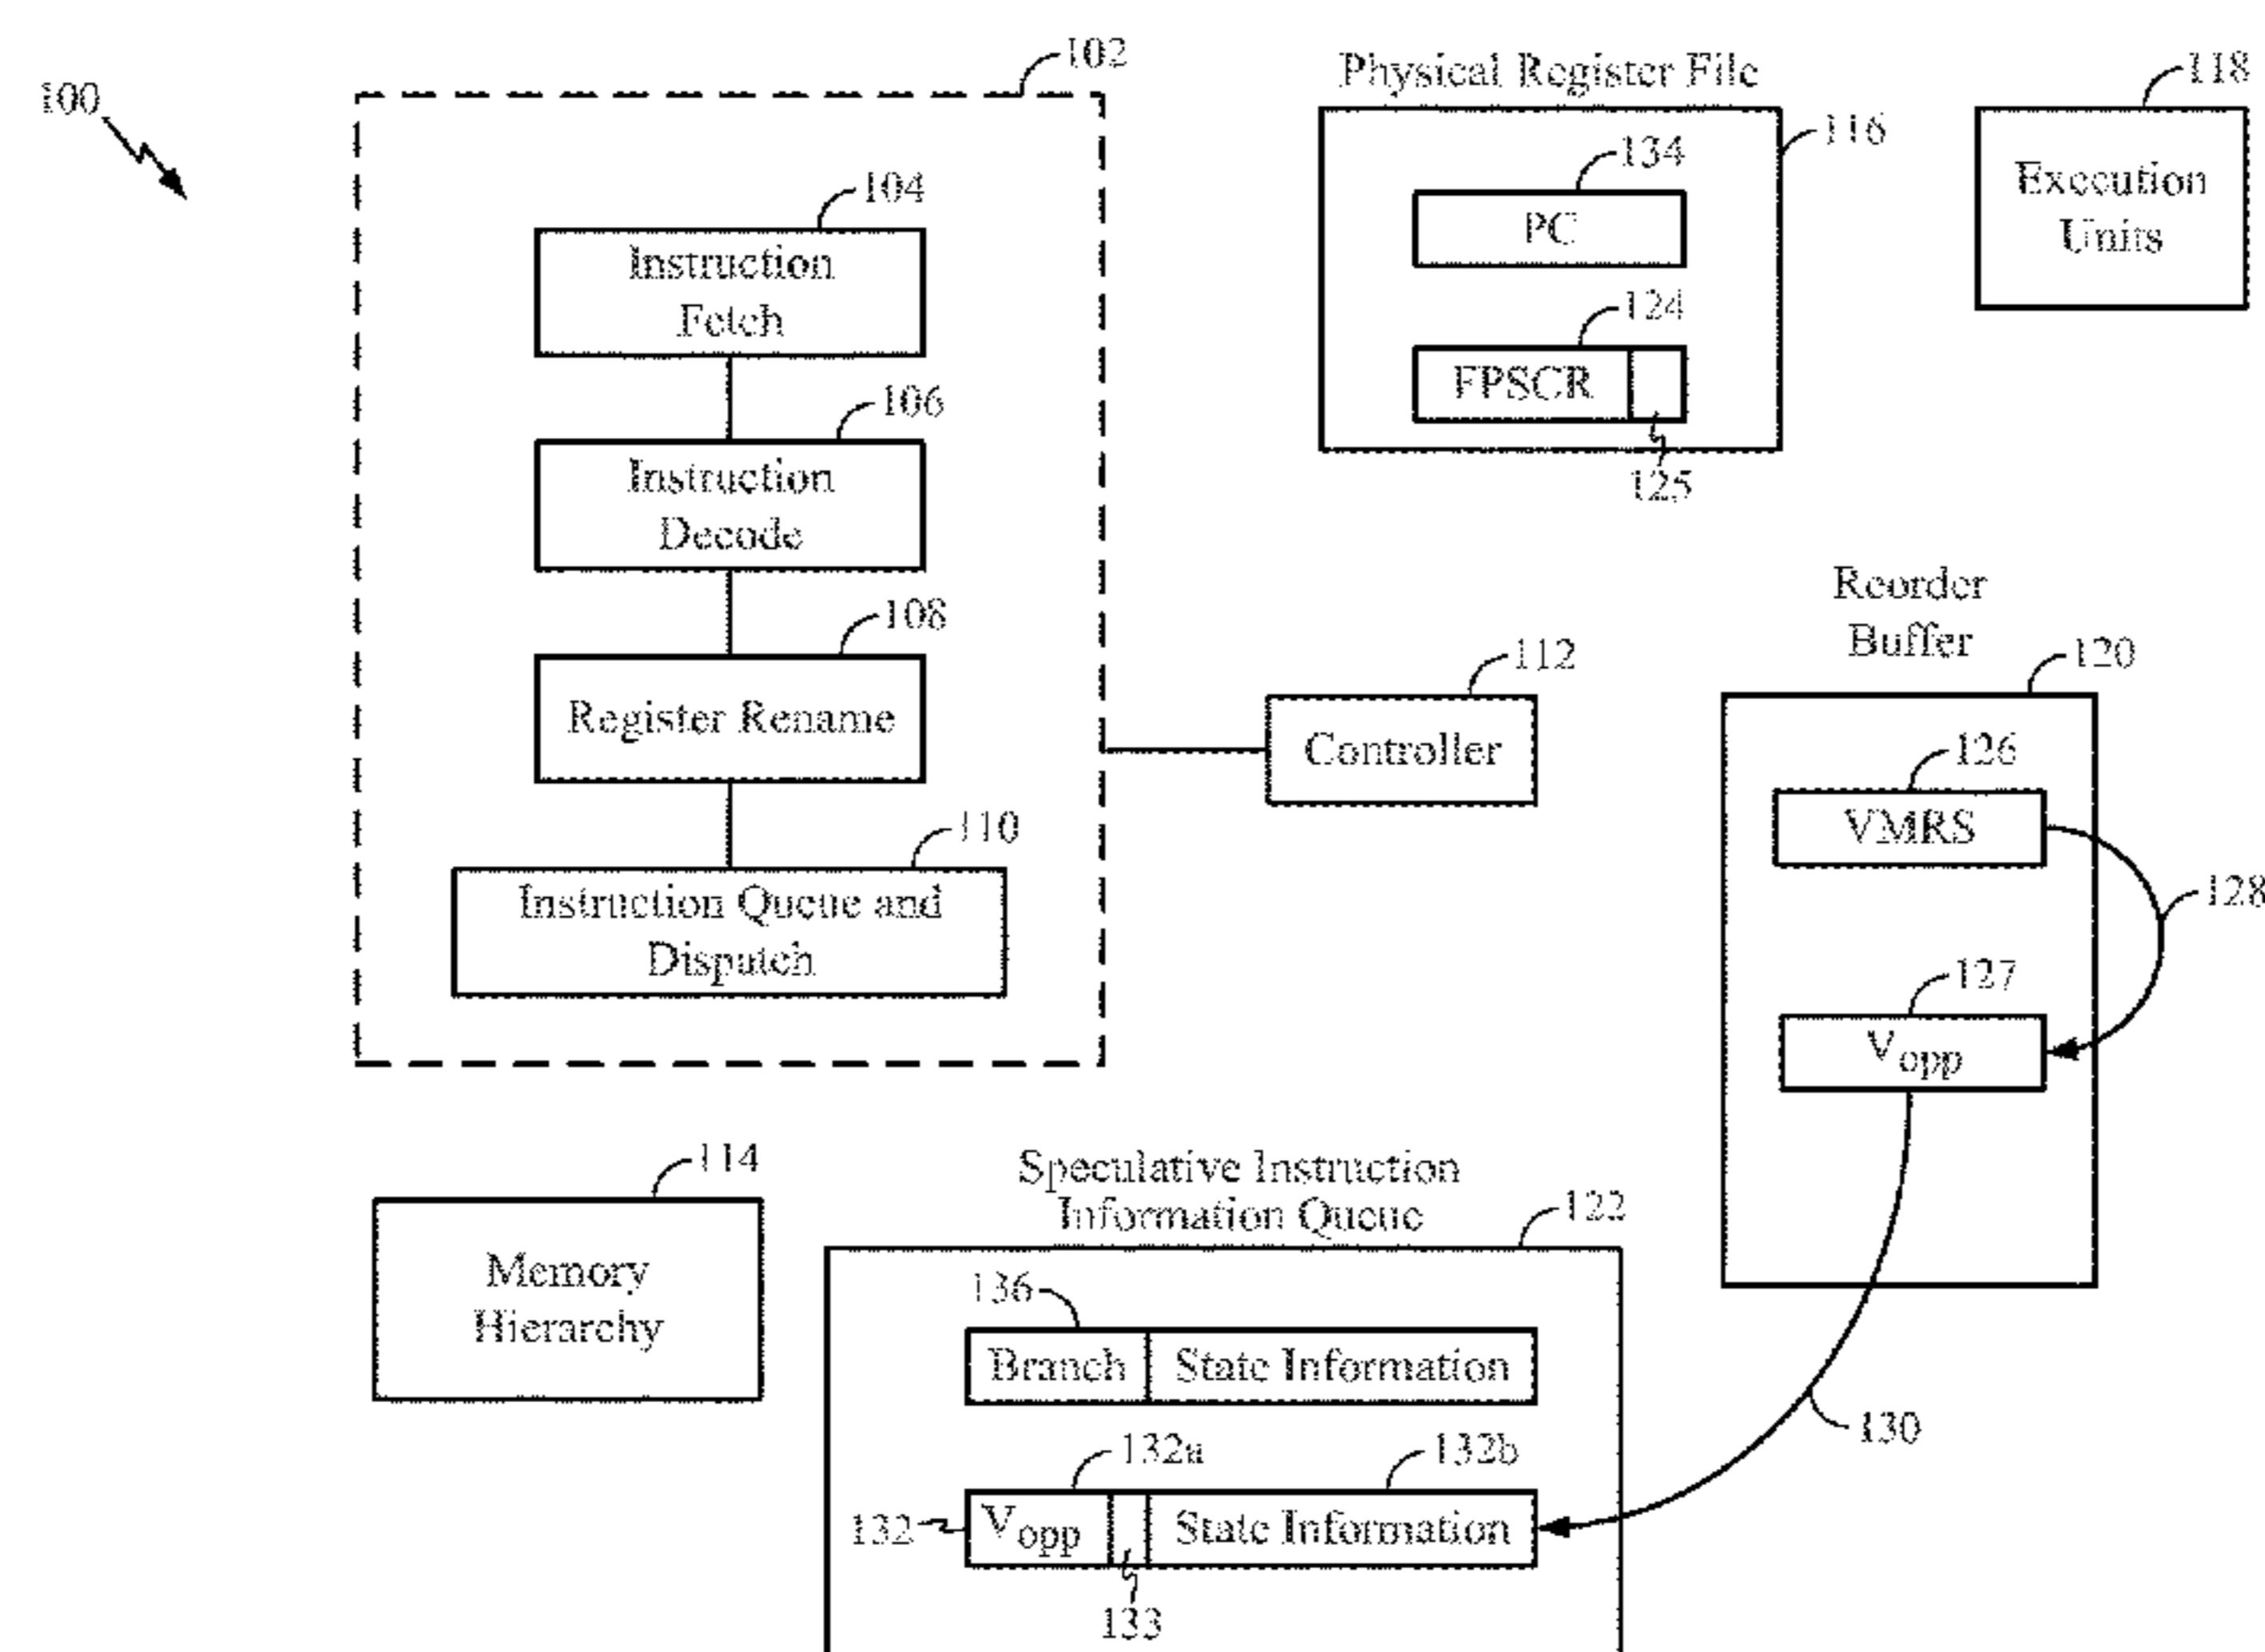 100
102
104
Instruction
Fetch
106
Instruction
Decode
108
Register Rename
110
Instruction Queue and
Dispatch
Physical Register File
116
134
PC
124
FPSCR
125
118
Execution
Units
112
Controller
Reorder
Buffer
120
126
VMRS
128
127
Vopp
114
Memory
Hierarchy
Speculative Instruction
Information Queue
122
136
Branch State Information
130
132a 132b
132 Vopp State Information
133